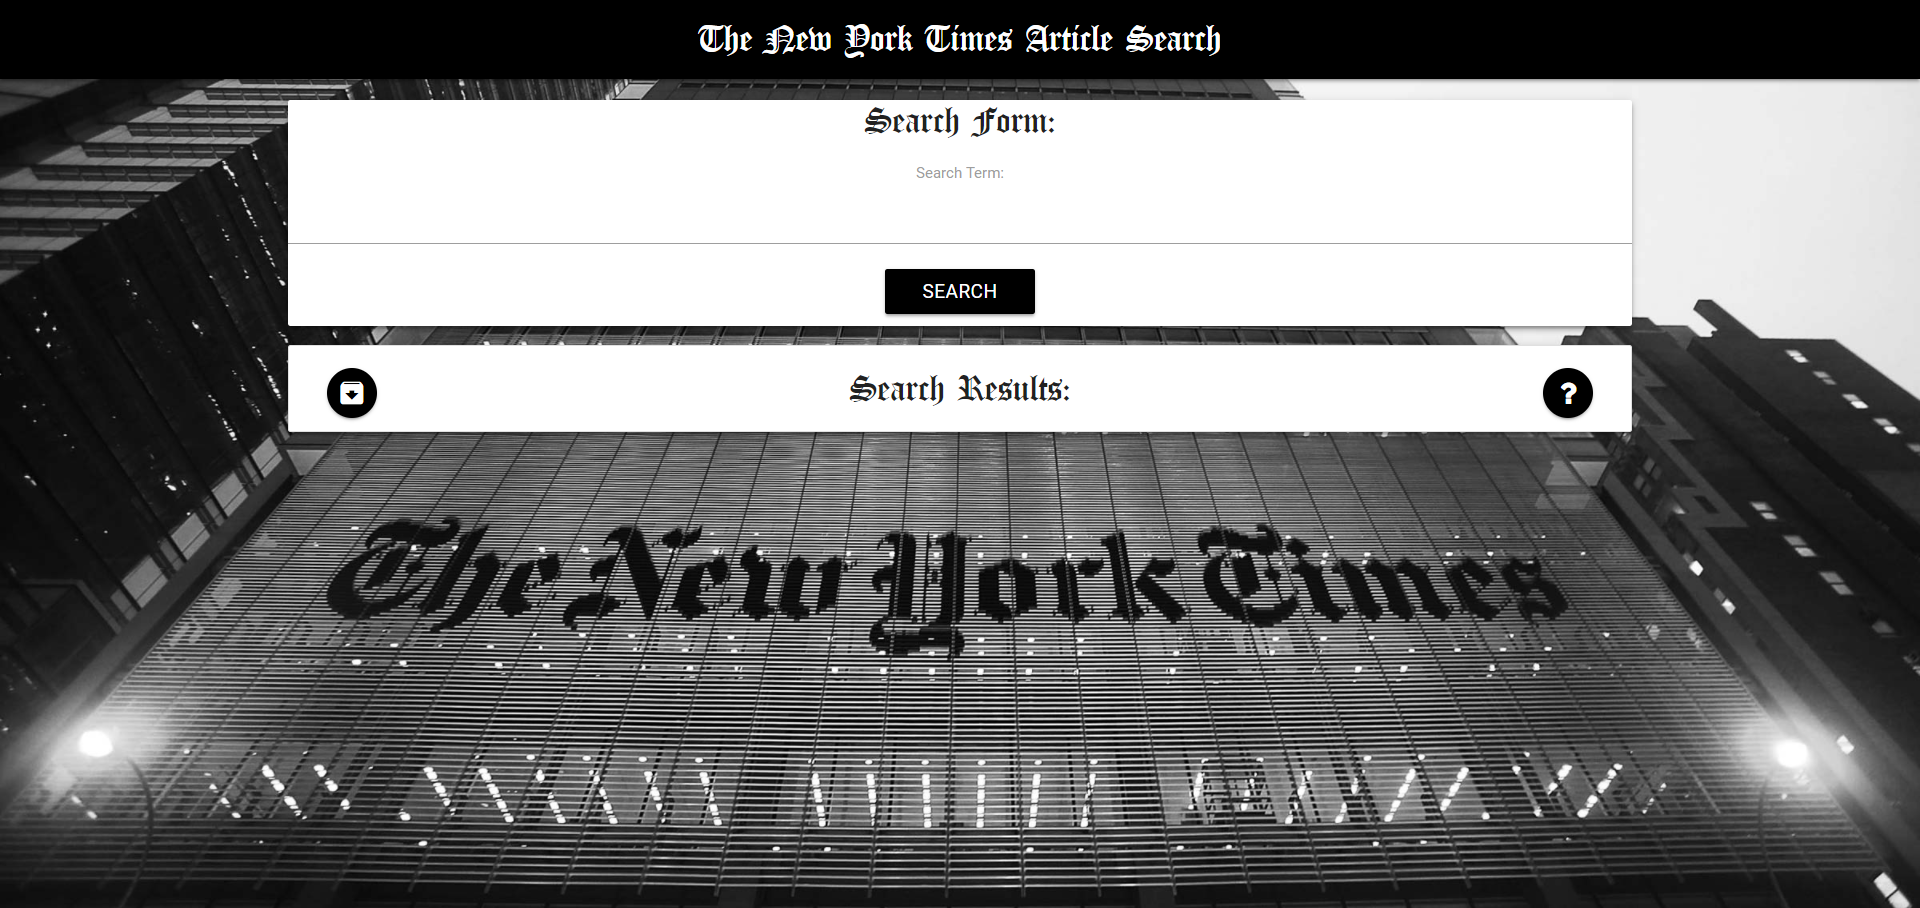 The New York Times Article Search
Search Form:
Search Term:
SEARCH
Search Results:
?
The New York Times